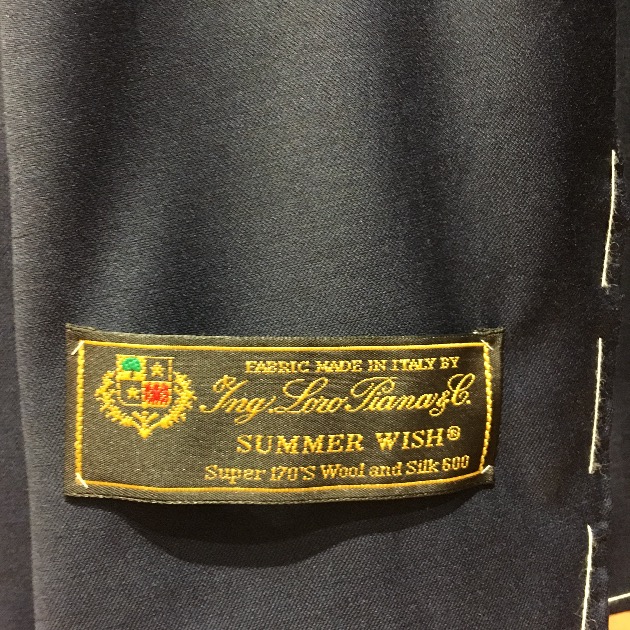 FABRIC MADE IN ITALY BY
Ing. Loro Piana & C.
SUMMER WISH®
Super 170'S Wool and Silk 600